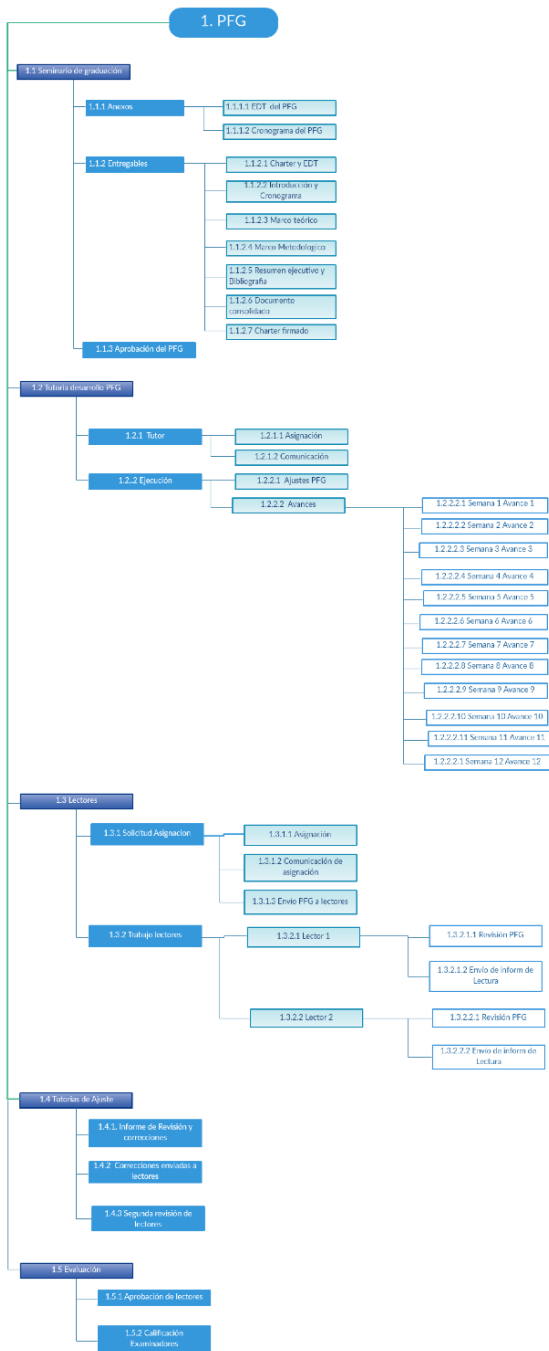 1. PFG
1.1 Seminario de graduación
1.1.1 Anexos
1.1.1.1 EDT del PFG
1.1.1.2 Cronograma del PFG
1.1.2 Entregables
1.1.2.1 Charter y EDT
1.1.2.2 Introducción y
Cronograma
1.1.2.3 Marco teórico
1.1.2.4 Marco Metodologico
1.1.2.5 Resumen ejecutivo y
Bibliografia
1.1.2.6 Documento
consolidado
1.1.2.7 Charter firmado
1.1.3 Aprobación del PFG
1.2 Tutoria desarrollo PFG
1.2.1 Tutor
1.2.1.1 Asignación
1.2.1.2 Comunicación
1.2..2 Ejecución
1.2.2.1 Ajustes PFG
1.2.2.2 Avances
1.2.2.2.1 Semana 1 Avance 1
1.2.2.2.2 Semana 2 Avance 2
1.2.2.2.3 Semana 3 Avance 3
1.2.2.2.4 Semana 4 Avance 4
1.2.2.2.5 Semana 5 Avance 5
1.2.2.2.6 Semana 6 Avance 6
1.2.2.2.7 Semana 7 Avance 7
1.2.2.2.8 Semana 8 Avance 8
1.2.2.2.9 Semana 9 Avance 9
1.2.2.2.10 Semana 10 Avance 10
1.2.2.2.11 Semana 11 Avance 11
1.2.2.2.1 Semana 12 Avance 12
1.3 Lectores
1.3.1 Solicitud Asignacion
1.3.1.1 Asignación
1.3.1.2 Comunicación de
asignación
1.3.1.3 Envio PFG a lectores
1.3.2 Trabajo lectores
1.3.2.1 Lector 1
1.3.2.1.1 Revisión PFG
1.3.2.1.2 Envío de inform de
Lectura
1.3.2.2 Lector 2
1.3.2.2.1 Revisión PFG
1.3.2.2.2 Envío de inform de
Lectura
1.4 Tutorias de Ajuste
1.4.1. Informe de Revisión y
correcciones
1.4.2 Correcciones enviadas a
lectores
1.4.3 Segunda revisión de
lectores
1.5 Evaluación
1.5.1 Aprobación de lectores
1.5.2 Calificación
Examinadores